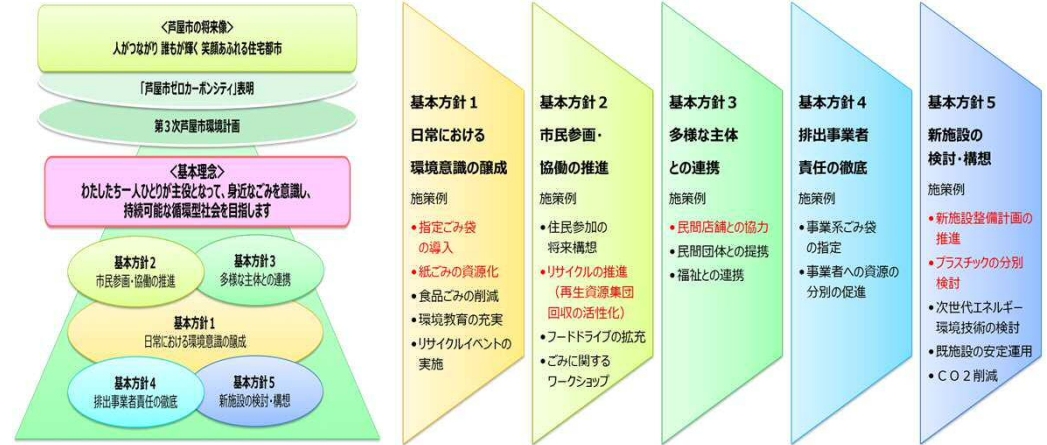 <芦屋市の将来像>
人がつながり 誰もが輝く 笑顔あふれる住宅都市
「芦屋市ゼロカーボンシティ」表明
第3次芦屋市環境計画
<基本理念>
わたしたち一人ひとりが主役となって、身近なごみを意識し、
持続可能な循環型社会を目指します
基本方針2
市民参画・協働の推進
基本方針3
多様な主体との連携
基本方針1
日常における環境意識の醸成
基本方針4
排出事業者責任の徹底
基本方針5
新施設の検討・構想
基本方針1
日常における
環境意識の醸成
施策例
•指定ごみ袋
の導入
•紙ごみの資源化
•食品ごみの削減
•環境教育の充実
•リサイクルイベントの
実施
基本方針2
市民参画・
協働の推進
施策例
•住民参加の
将来構想
•リサイクルの推進
(再生資源集団
回収の活性化)
•フードドライブの拡充
•ごみに関する
ワークショップ
基本方針3
多様な主体
との連携
施策例
•民間店舗との協力
•民間団体との提携
•福祉との連携
基本方針4
排出事業者
責任の徹底
施策例
•事業系ごみ袋
の指定
•事業者への資源の
分別の促進
基本方針5
新施設の
検討・構想
施策例
•新施設整備計画の
推進
•プラスチックの分別
検討
•次世代エネルギー
環境技術の検討
•既施設の安定運用
•CO2削減